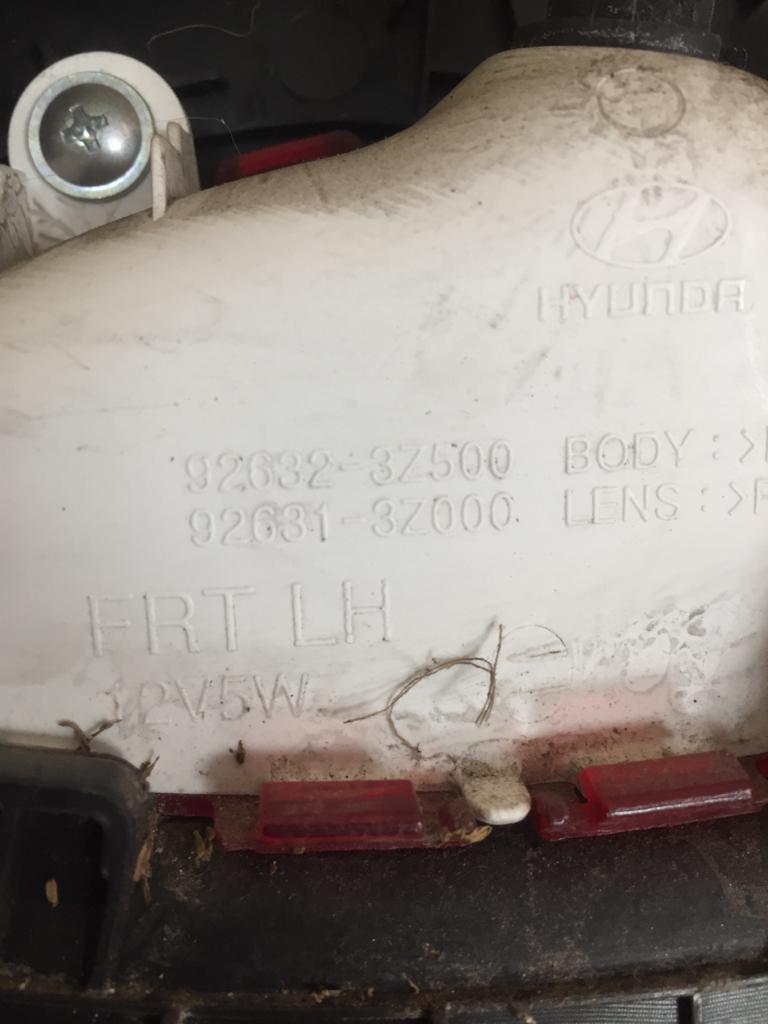 HYUNDAI
92632-3Z500 BODY : >
92631-3Z000 LENS : >P
FRT LH
12V5W